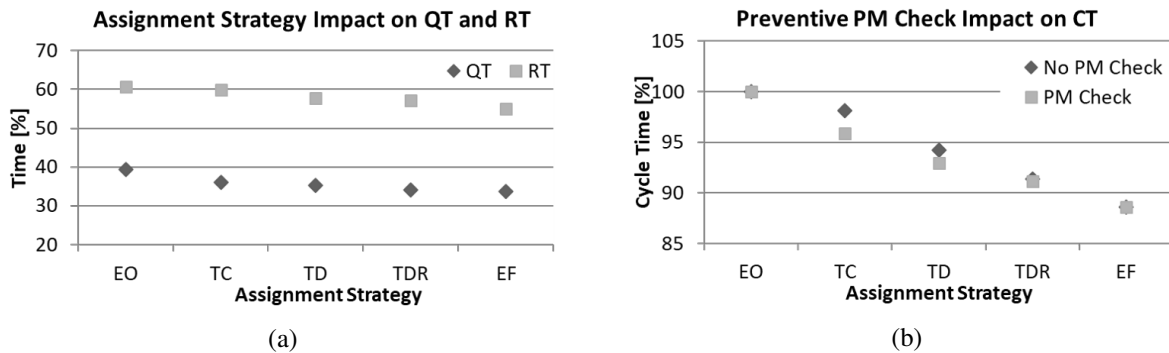 Assignment Strategy Impact on QT and RT
Time [%]
70
60
50
40
30
20
QT
RT
EO
TC
TD
TDR
EF
Assignment Strategy
(a)
Preventive PM Check Impact on CT
Cycle Time [%]
105
100
95
90
85
No PM Check
PM Check
EO
TC
TD
TDR
EF
Assignment Strategy
(b)